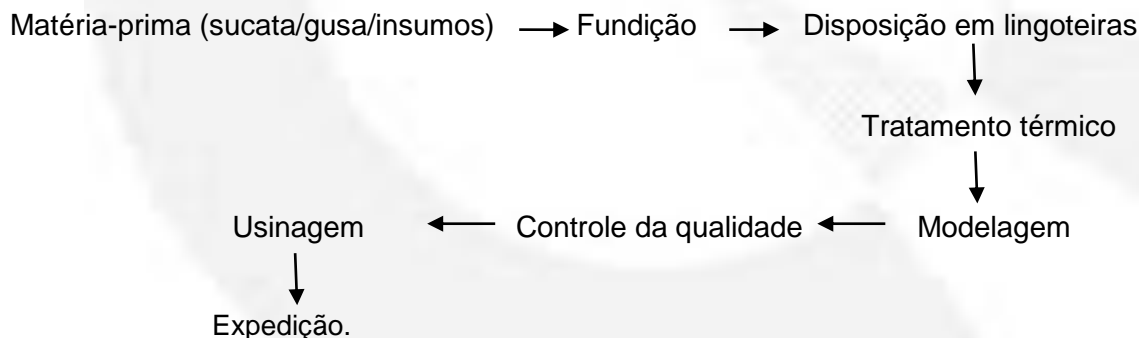 Matéria-prima (sucata/gusa/insumos) Fundição Disposição em lingoteiras
Tratamento térmico
Usinagem Controle da qualidade Modelagem
Expedição.